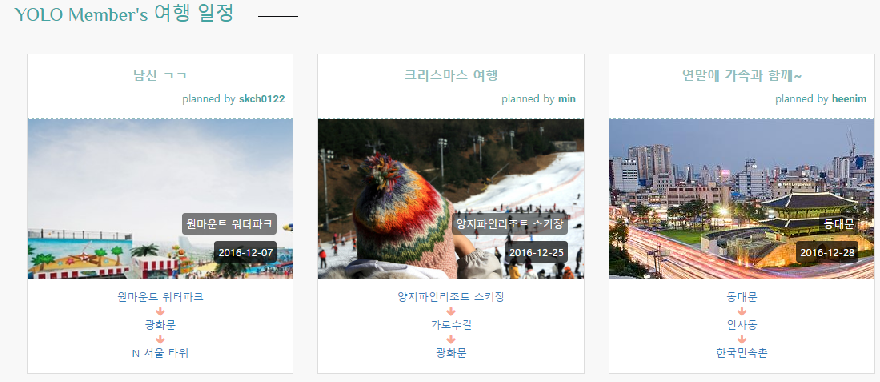 YOLO Member's 여행 일정
남산 ㄱㄱ
planned by skch0122
원마운트 워터파크
2016-12-07
원마운트 워터파크
광화문
N 서울 타워
크리스마스 여행
planned by min
양지파인리조트 스키장
2016-12-25
양지파인리조트 스키장
가로수길
광화문
연말에 가족과 함께~
planned by heenim
동대문
2016-12-28
동대문
인사동
한국민속촌